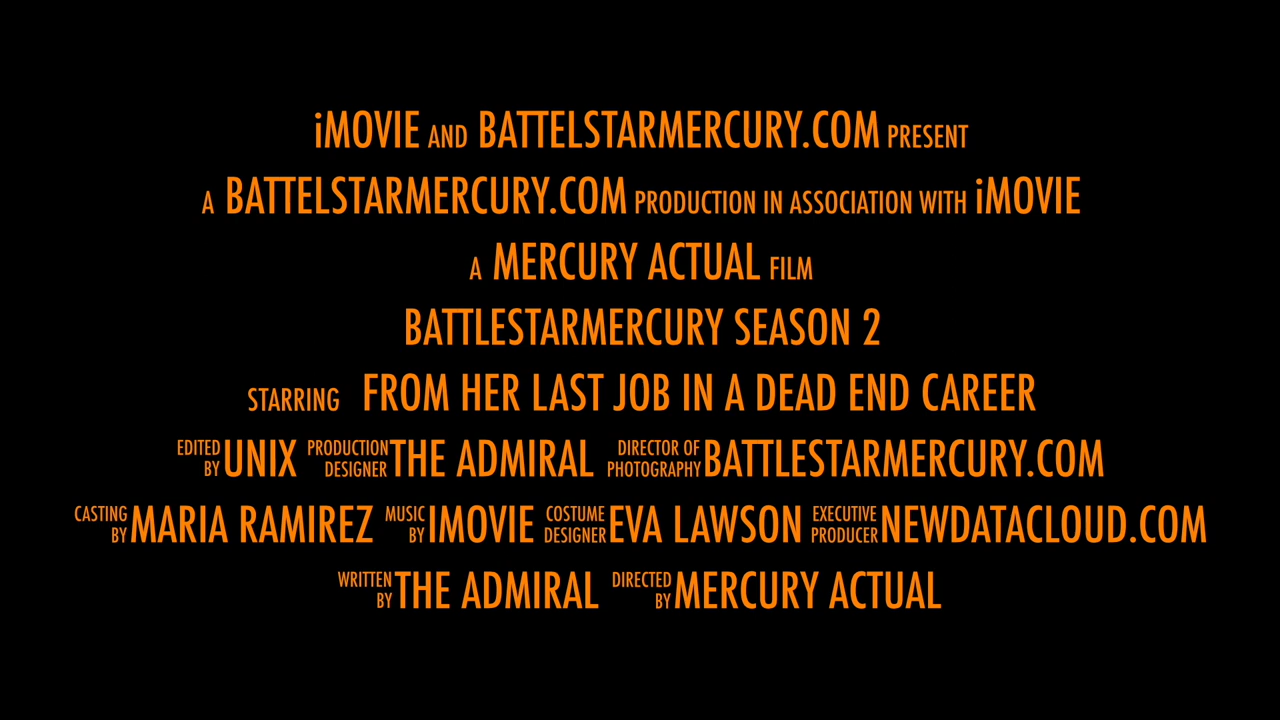 iMOVIE AND BATTELSTARMERCURY.COM PRESENT
A BATTELSTARMERCURY.COM PRODUCTION IN ASSOCIATION WITH iMOVIE
A MERCURY ACTUAL FILM
BATTLESTARMERCURY SEASON 2
STARRING FROM HER LAST JOB IN A DEAD END CAREER
EDITED BY UNIX PRODUCTION DESIGNER THE ADMIRAL DIRECTOR OF PHOTOGRAPHY BATTLESTARMERCURY.COM
CASTING BY MARIA RAMIREZ MUSIC BY IMOVIE COSTUME DESIGNER EVA LAWSON EXECUTIVE PRODUCER NEWDATACLOUD.COM
WRITTEN BY THE ADMIRAL DIRECTED BY MERCURY ACTUAL